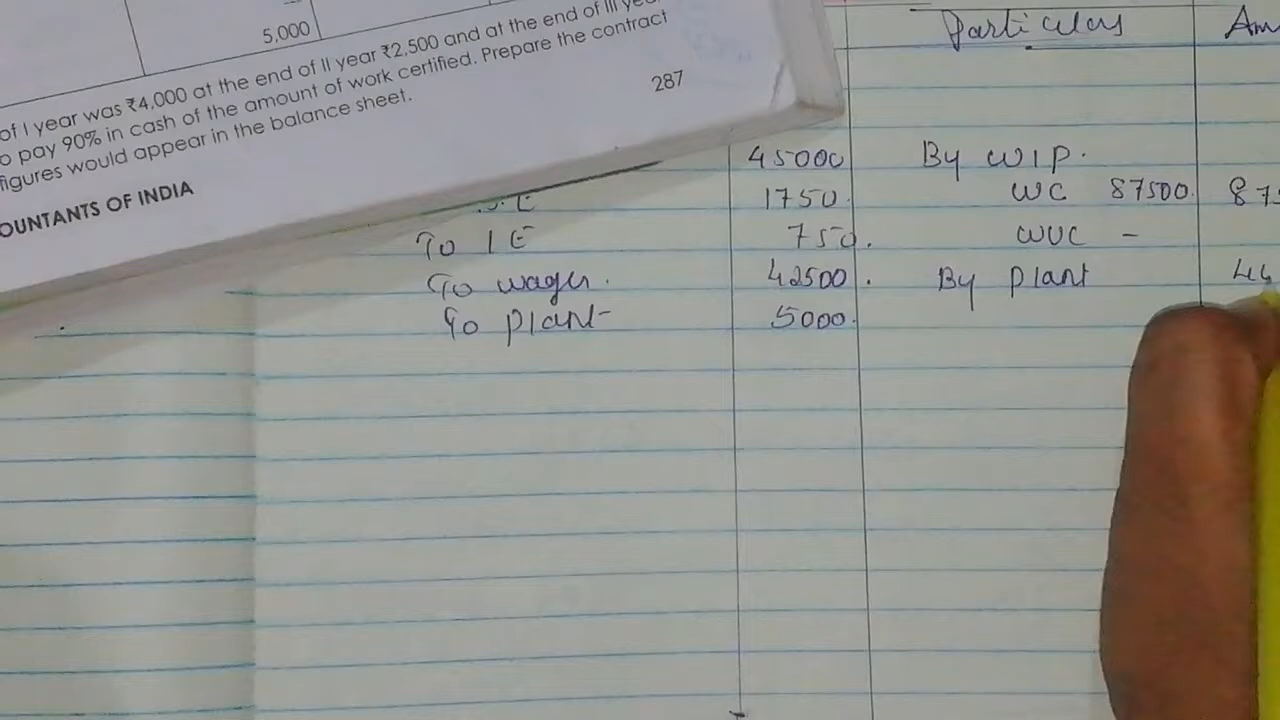 5,000
of I year was ₹4,000 at the end of II year ₹2,500 and at the end of III
o pay 90% in cash of the amount of work certified. Prepare the contract
figures would appear in the balance sheet.
287
OUNTANTS OF INDIA
Particulars Am
45000 By WIP.
1750. WC 87500. 875
To IE 750. WUC –
To wages. 42500. By Plant 44
To Plant 5000.